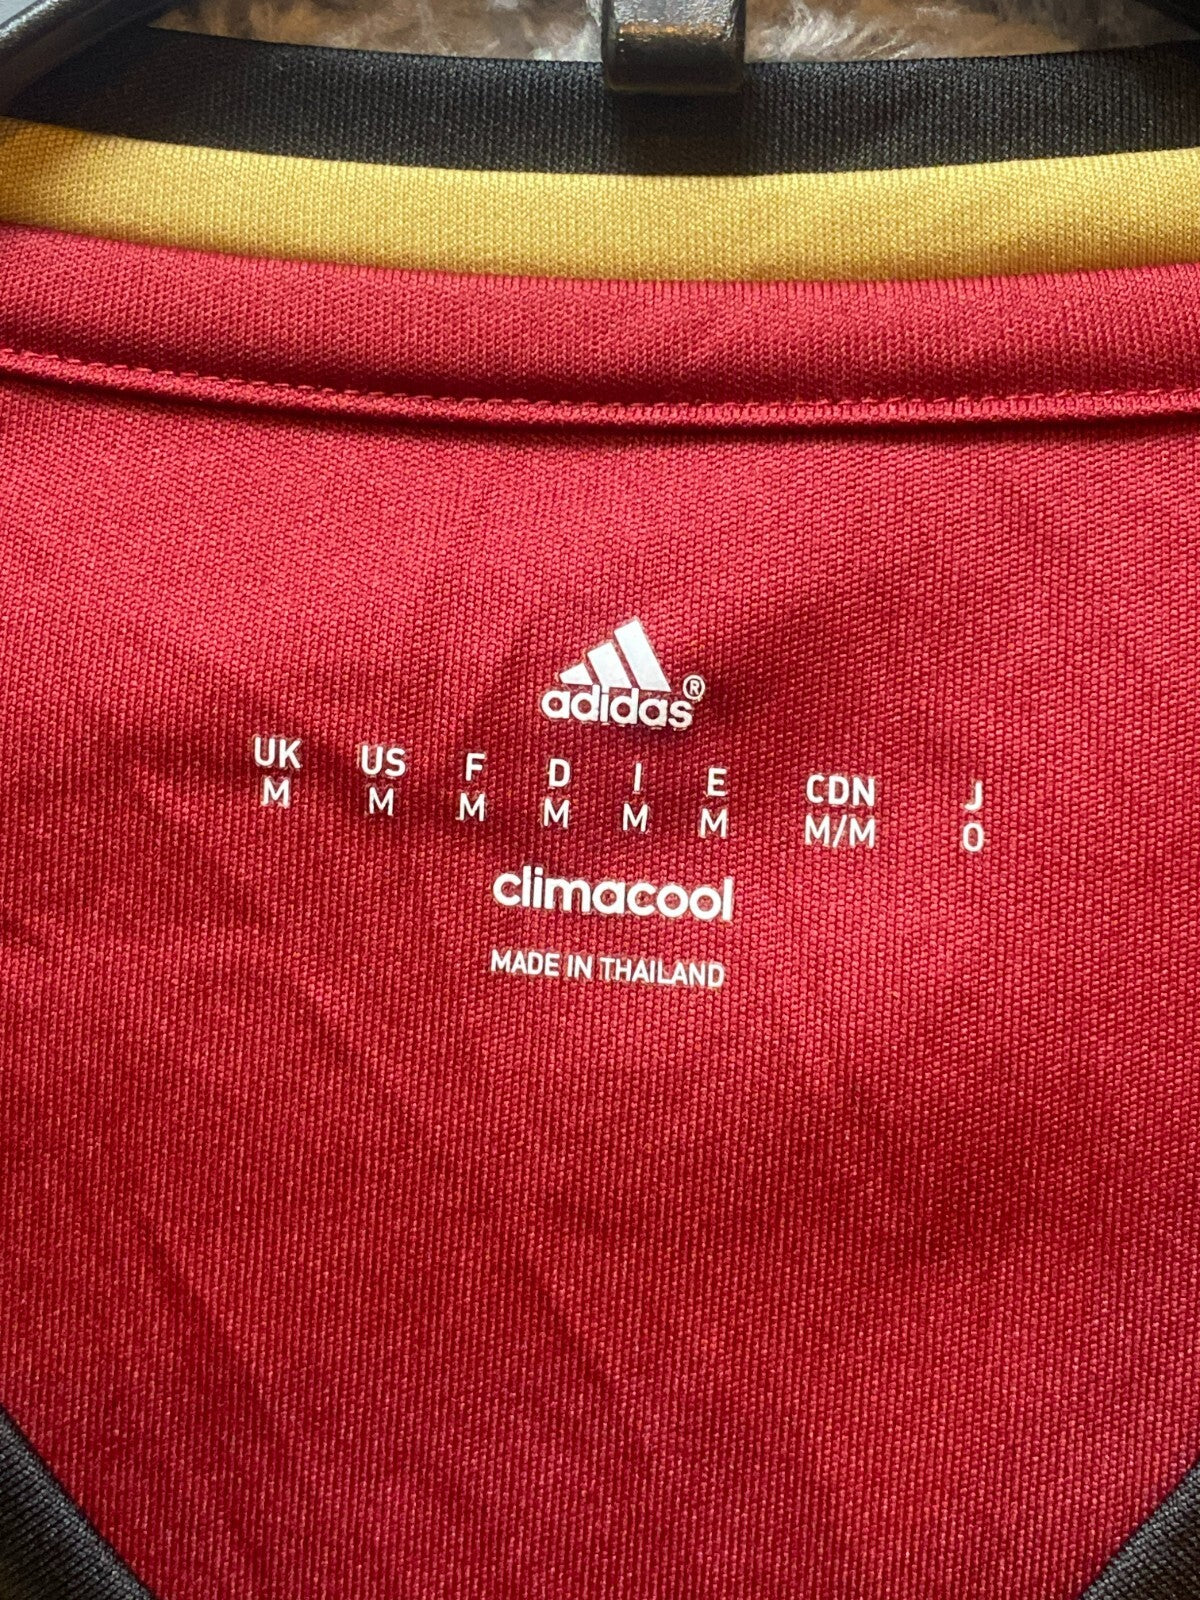 adidas®
UK US F D I E CDN J
M M M M M M M/M O
climacool
MADE IN THAILAND